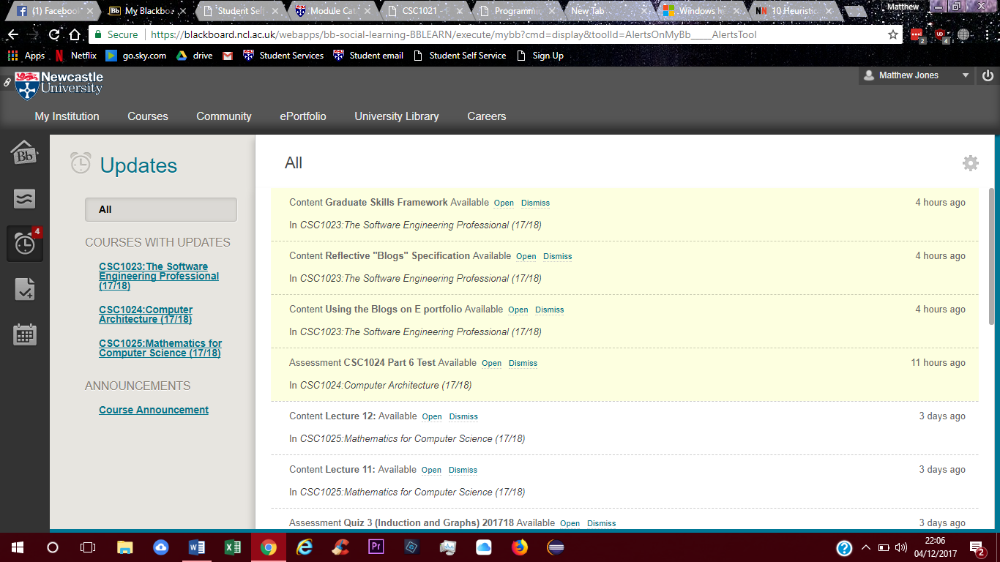 (1) Facebook
My Blackbo
Student Sel
Module Cat
CSC1021 -
Programmin
New Tab
Windows
10 Heuristic
Matthew
Secure https://blackboard.ncl.ac.uk/webapps/bb-social-learning-BBLEARN/execute/mybb?cmd=display&toolId=AlertsOnMyBb____AlertsTool
2
4
Apps Netflix go.sky.com drive Student Services Student email Student Self Service Sign Up
Newcastle
University
Matthew Jones
My Institution Courses Community ePortfolio University Library Careers
Bb
4
Updates
All
COURSES WITH UPDATES
CSC1023:The Software
Engineering Professional
(17/18)
CSC1024:Computer
Architecture (17/18)
CSC1025:Mathematics for
Computer Science (17/18)
ANNOUNCEMENTS
Course Announcement
All
Content Graduate Skills Framework Available Open Dismiss 4 hours ago
In CSC1023:The Software Engineering Professional (17/18)
Content Reflective "Blogs" Specification Available Open Dismiss 4 hours ago
In CSC1023:The Software Engineering Professional (17/18)
Content Using the Blogs on E portfolio Available Open Dismiss 4 hours ago
In CSC1023:The Software Engineering Professional (17/18)
Assessment CSC1024 Part 6 Test Available Open Dismiss 11 hours ago
In CSC1024:Computer Architecture (17/18)
Content Lecture 12: Available Open Dismiss 3 days ago
In CSC1025:Mathematics for Computer Science (17/18)
Content Lecture 11: Available Open Dismiss 3 days ago
In CSC1025:Mathematics for Computer Science (17/18)
Assessment Quiz 3 (Induction and Graphs) 201718 Available Open Dismiss 3 days ago
Pr
22:06
04/12/2017
2